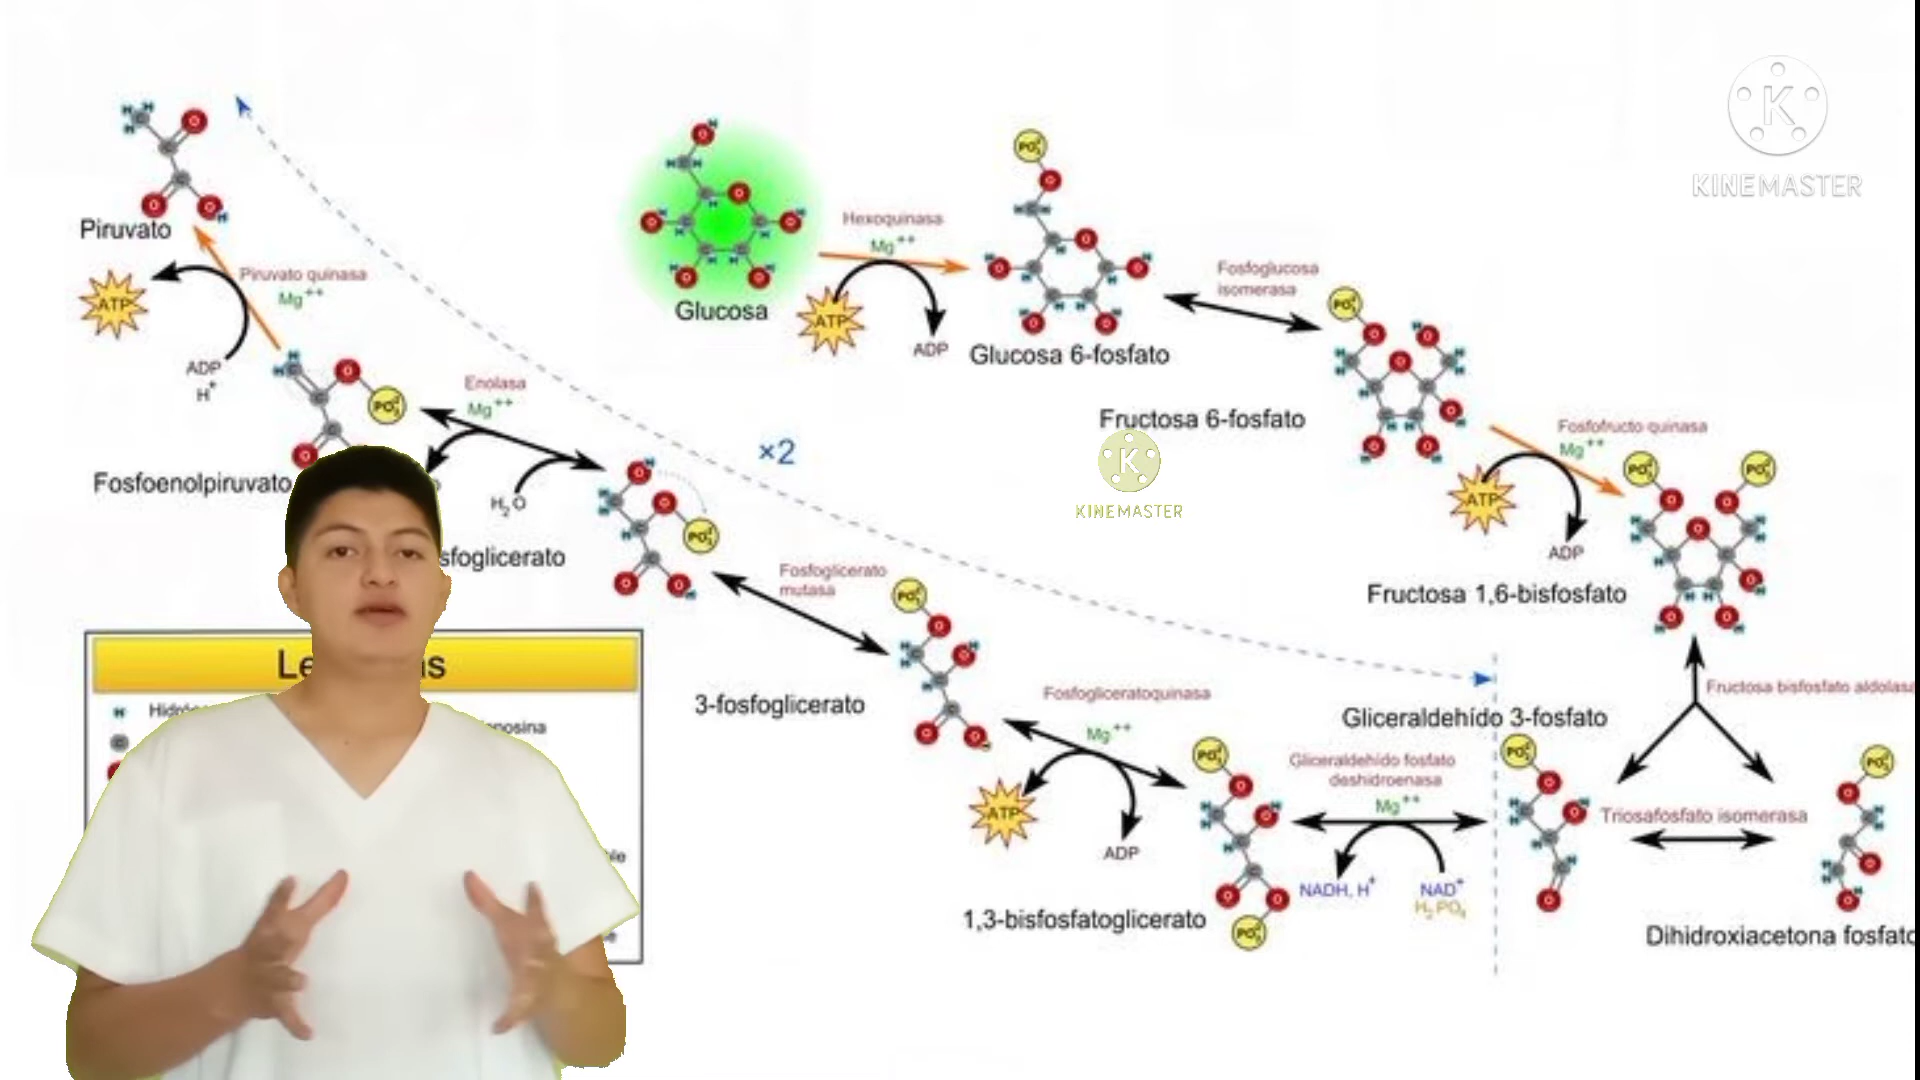 KINEMASTER
Piruvato
Piruvato quinasa
Mg++
ATP
ADP
H+
Glucosa
Hexoquinasa
Mg++
ATP
ADP
Glucosa 6-fosfato
Fosfoglucosa
isomerasa
Fructosa 6-fosfato
KINEMASTER
Fosfofructo quinasa
Mg++
ATP
ADP
Fructosa 1,6-bisfosfato
Fructosa bisfosfato aldolasa
Enolasa
Mg++
H2O
Fosfoenolpiruvato
sfoglicerato
×2
Fosfoglicerato
mutasa
3-fosfoglicerato
Fosfogliceratoquinasa
Mg++
ATP
ADP
1,3-bisfosfatoglicerato
Gliceraldehído 3-fosfato
Gliceraldehído fosfato
deshidroenasa
Mg++
NADH, H+
NAD+
H2PO4
Triosafosfato isomerasa
Dihidroxiacetona fosfato